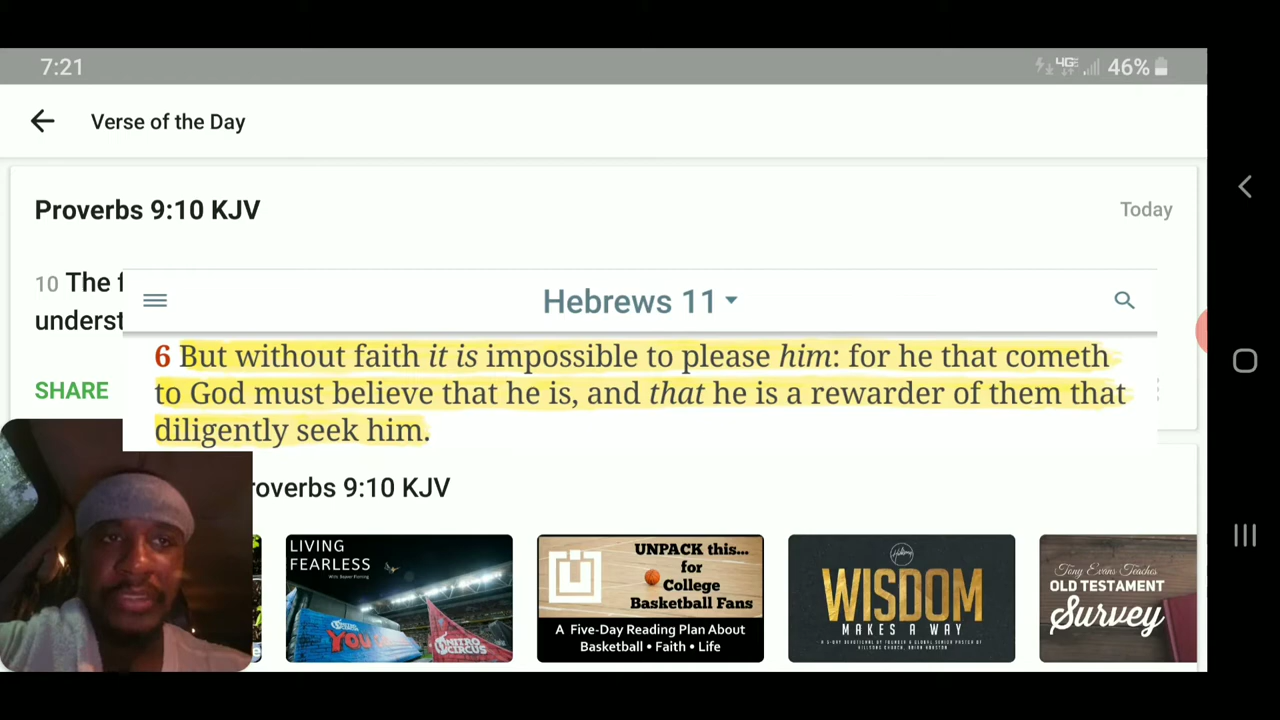 7:21
4GE
46%
Verse of the Day
Proverbs 9:10 KJV
Today
10 The f
underst
Hebrews 11
6 But without faith it is impossible to please him: for he that cometh
to God must believe that he is, and that he is a rewarder of them that
diligently seek him.
SHARE
roverbs 9:10 KJV
LIVING
FEARLESS
YOU
NITRO
CIRCUS
UNPACK this...
for
College
Basketball Fans
A Five-Day Reading Plan About
Basketball • Faith • Life
WISDOM
MAKES A WAY
Tony Evans Teaches
OLD TESTAMENT
Survey